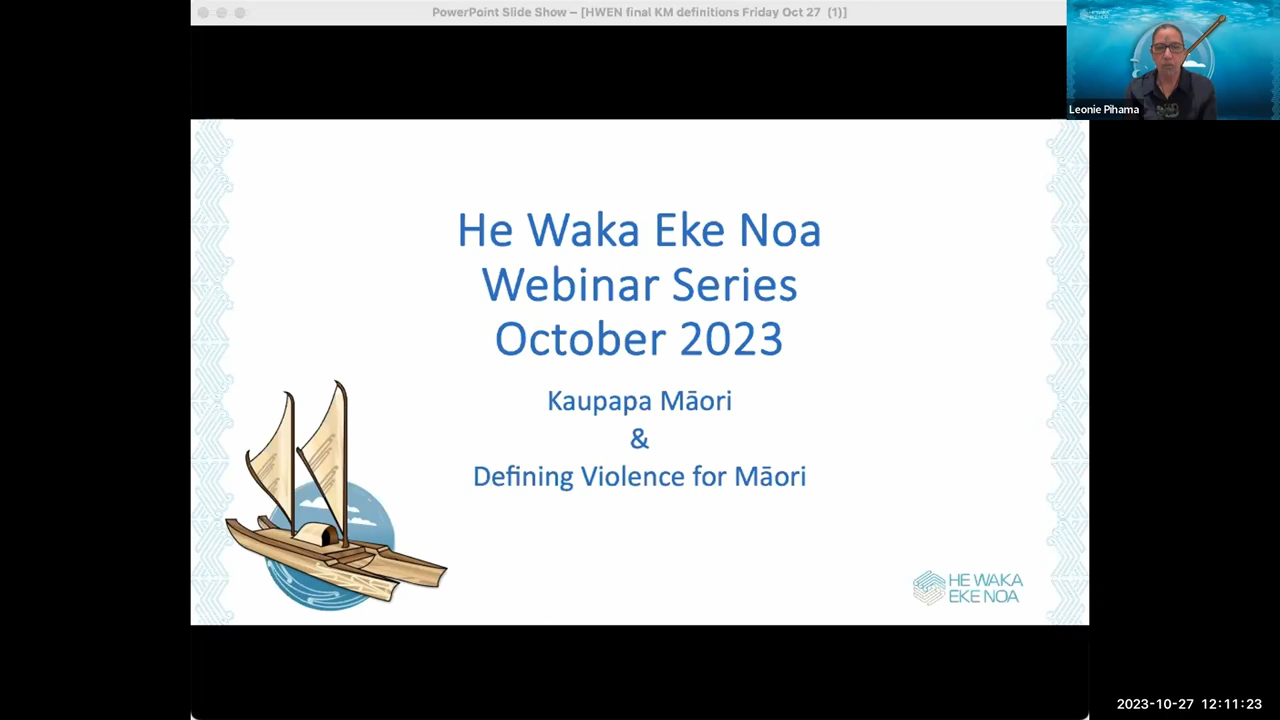 PowerPoint Slide Show – [HWEN final KM definitions Friday Oct 27 (1)]
Leonie Pihama
He Waka Eke Noa
Webinar Series
October 2023
Kaupapa Māori
&
Defining Violence for Māori
HE WAKA
EKE NOA
2023-10-27 12:11:23